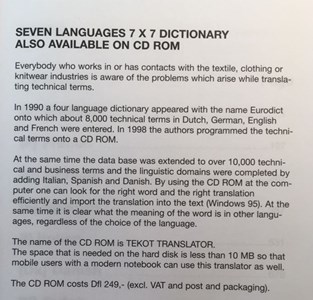 SEVEN LANGUAGES 7 X 7 DICTIONARY
ALSO AVAILABLE ON CD ROM
Everybody who works in or has contacts with the textile, clothing or
knitwear industries is aware of the problems which arise while transla-
ting technical terms.
In 1990 a four language dictionary appeared with the name Eurodict
onto which about 8,000 technical terms in Dutch, German, English
and French were entered. In 1998 the authors programmed the techni-
cal terms onto a CD ROM.
At the same time the data base was extended to over 10,000 techni-
cal and business terms and the linguistic domains were completed by
adding Italian, Spanish and Danish. By using the CD ROM at the com-
puter one can look for the right word and the right translation
efficiently and import the translation into the text (Windows 95). At the
same time it is clear what the meaning of the word is in other langu-
ages, regardless of the choice of the language.
The name of the CD ROM is TEKOT TRANSLATOR.
The space that is needed on the hard disk is less than 10 MB so that
mobile users with a modern notebook can use this translator as well.
The CD ROM costs Dfl 249,- (excl. VAT and post and packaging).